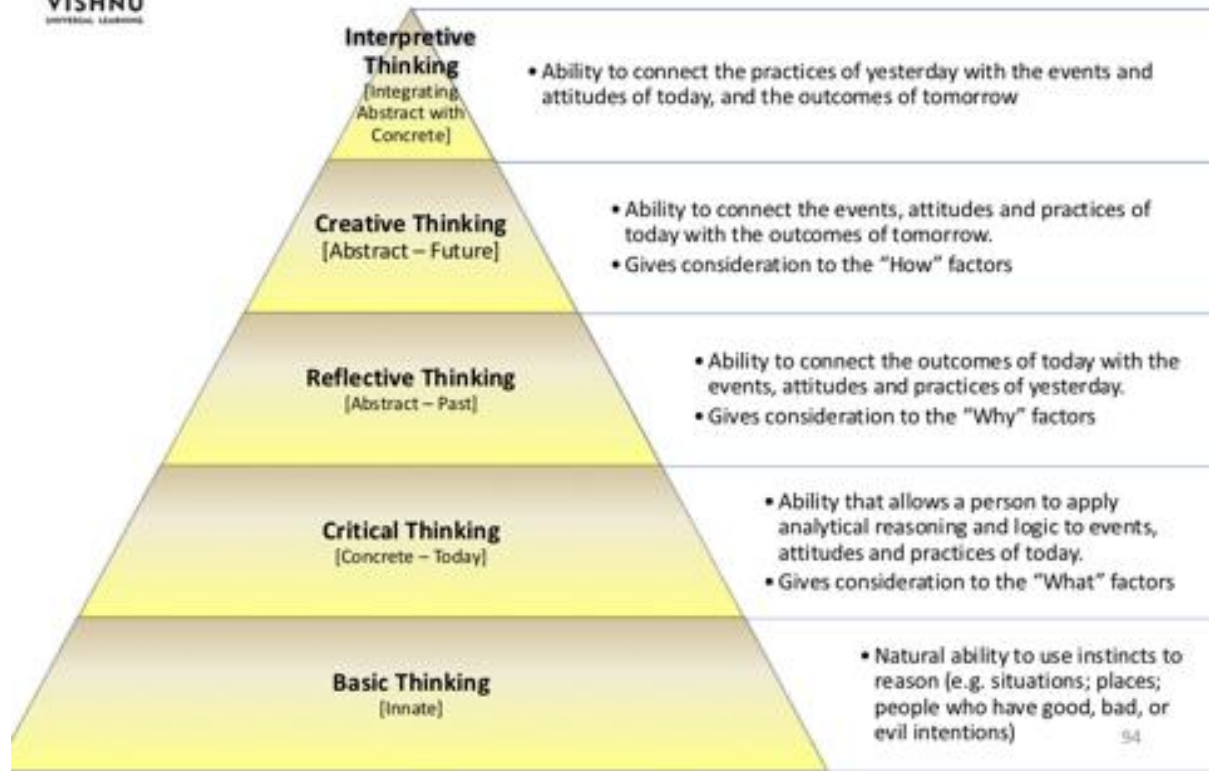 VISHNU
UNIVERSAL LEARNING
Interpretive
Thinking
[Integrating
Abstract with
Concrete]
• Ability to connect the practices of yesterday with the events and
attitudes of today, and the outcomes of tomorrow
Creative Thinking
[Abstract – Future]
• Ability to connect the events, attitudes and practices of
today with the outcomes of tomorrow.
• Gives consideration to the “How” factors
Reflective Thinking
[Abstract – Past]
• Ability to connect the outcomes of today with the
events, attitudes and practices of yesterday.
• Gives consideration to the “Why” factors
Critical Thinking
[Concrete – Today]
• Ability that allows a person to apply
analytical reasoning and logic to events,
attitudes and practices of today.
• Gives consideration to the “What” factors
Basic Thinking
[Innate]
• Natural ability to use instincts to
reason (e.g. situations; places;
people who have good, bad, or
evil intentions)
94